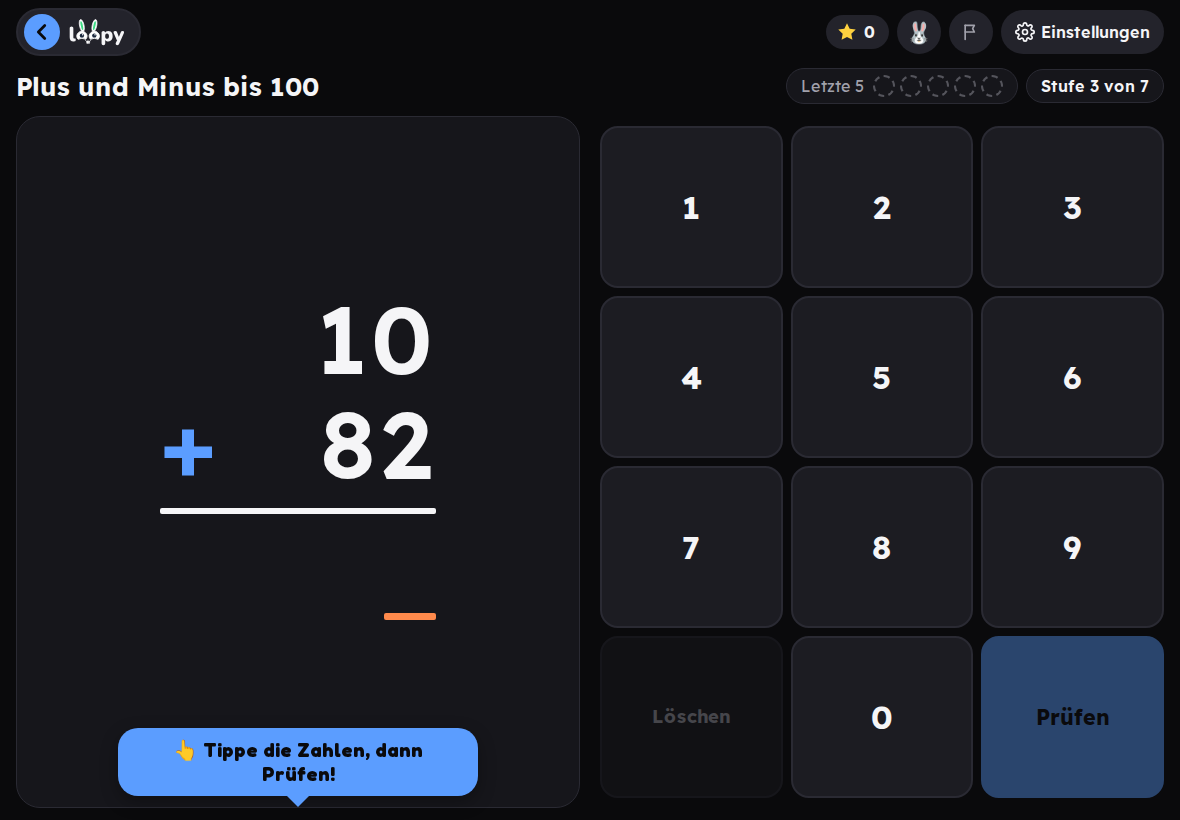 loopy
0
Einstellungen
Plus und Minus bis 100
Letzte 5
Stufe 3 von 7
10
+ 82
👆 Tippe die Zahlen, dann
Prüfen!
1 2 3
4 5 6
7 8 9
Löschen 0 Prüfen